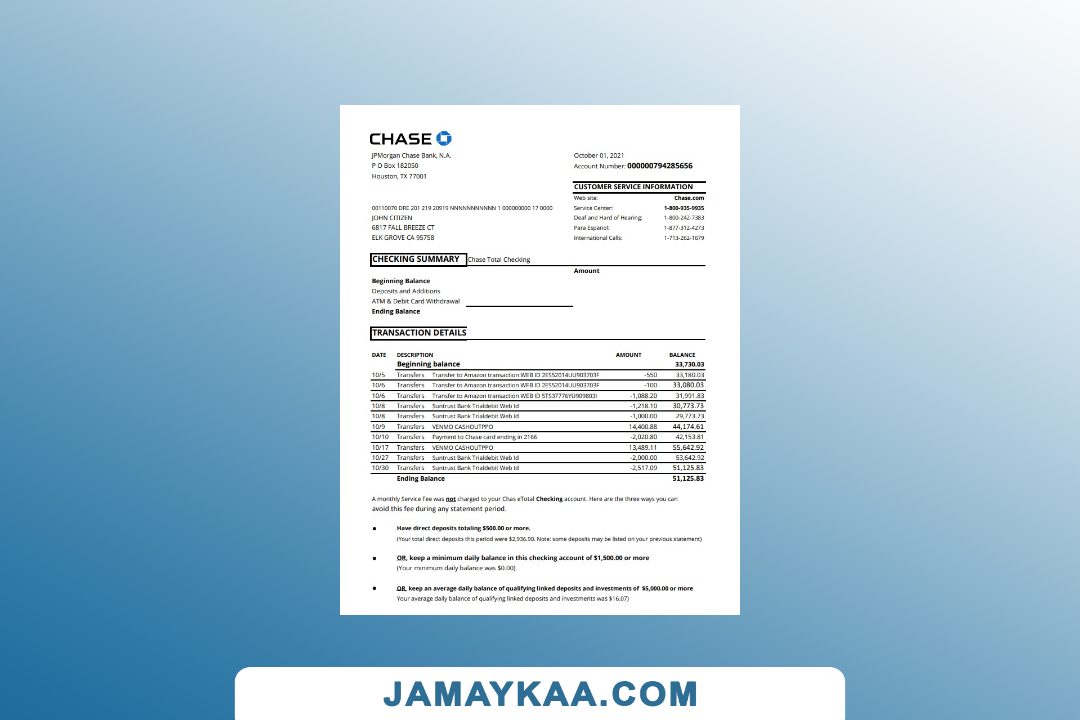 CHASE
JPMorgan Chase Bank, N.A.
P O Box 182050
Houston, TX 77001
October 01, 2021
Account Number: 000000794285656
CUSTOMER SERVICE INFORMATION
Web site: Chase.com
Service Center: 1-800-935-9935
Deaf and Hard of Hearing: 1-800-242-7383
Para Espanol: 1-877-312-4273
International Calls: 1-713-262-1679
00110070 DRE 201 219 20919 NNNNNNNNNNN 1 000000000 17 0000
JOHN CITIZEN
6817 FALL BREEZE CT
ELK GROVE CA 95758
CHECKING SUMMARY Chase Total Checking
Amount
Beginning Balance
Deposits and Additions
ATM & Debit Card Withdrawal
Ending Balance
TRANSACTION DETAILS
DATE DESCRIPTION AMOUNT BALANCE
Beginning balance 33,730.03
10/5 Transfers Transfer to Amazon transaction WEB ID 2ES52014UU903703F -550 33,180.03
10/6 Transfers Transfer to Amazon transaction WEB ID 2ES52014UU903703F -100 33,080.03
10/6 Transfers Transfer to Amazon transaction WEB ID 5TS37776YU909803I -1,088.20 31,991.83
10/8 Transfers Suntrust Bank Trialdebit Web Id -1,218.10 30,773.73
10/8 Transfers Suntrust Bank Trialdebit Web Id -1,000.00 29,773.73
10/9 Transfers VENMO CASHOUTPPD 14,400.88 44,174.61
10/10 Transfers Payment to Chase card ending in 2166 -2,020.80 42,153.81
10/17 Transfers VENMO CASHOUTPPD 13,489.11 55,642.92
10/27 Transfers Suntrust Bank Trialdebit Web Id -2,000.00 53,642.92
10/30 Transfers Suntrust Bank Trialdebit Web Id -2,517.09 51,125.83
Ending Balance 51,125.83
A monthly Service Fee was not charged to your Chas eTotal Checking account. Here are the three ways you can
avoid this fee during any statement period.
• Have direct deposits totaling $500.00 or more.
(Your total direct deposits this period were $2,936.90. Note: some deposits may be listed on your previous statement)
• OR, keep a minimum daily balance in this checking account of $1,500.00 or more
(Your minimum daily balance was $0.00)
• OR, keep an average daily balance of qualifying linked deposits and investments of $5,000.00 or more
Your average daily balance of qualifying linked deposits and investments was $16.07)
JAMAYKAA.COM